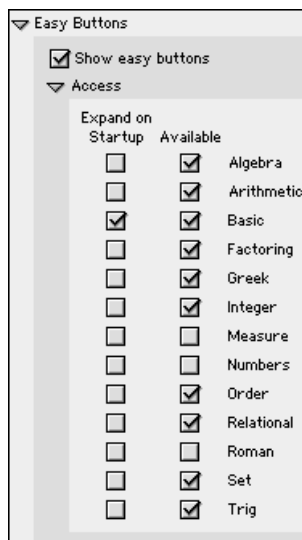 Easy Buttons
Show easy buttons
Access
Expand on
Startup Available
Algebra
Arithmetic
Basic
Factoring
Greek
Integer
Measure
Numbers
Order
Relational
Roman
Set
Trig